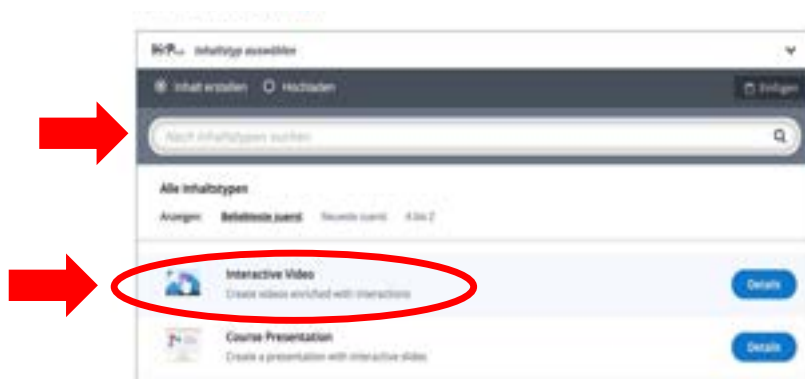 H-P... Inhaltstyp auswählen
Inhalt erstellen Hochladen Einfügen
Nach Inhaltstypen suchen
Alle Inhaltstypen
Anzeigen: Beliebteste zuerst Neueste zuerst A bis Z
Interactive Video
Create videos enriched with interactions
Details
Course Presentation
Create a presentation with interactive slides
Details